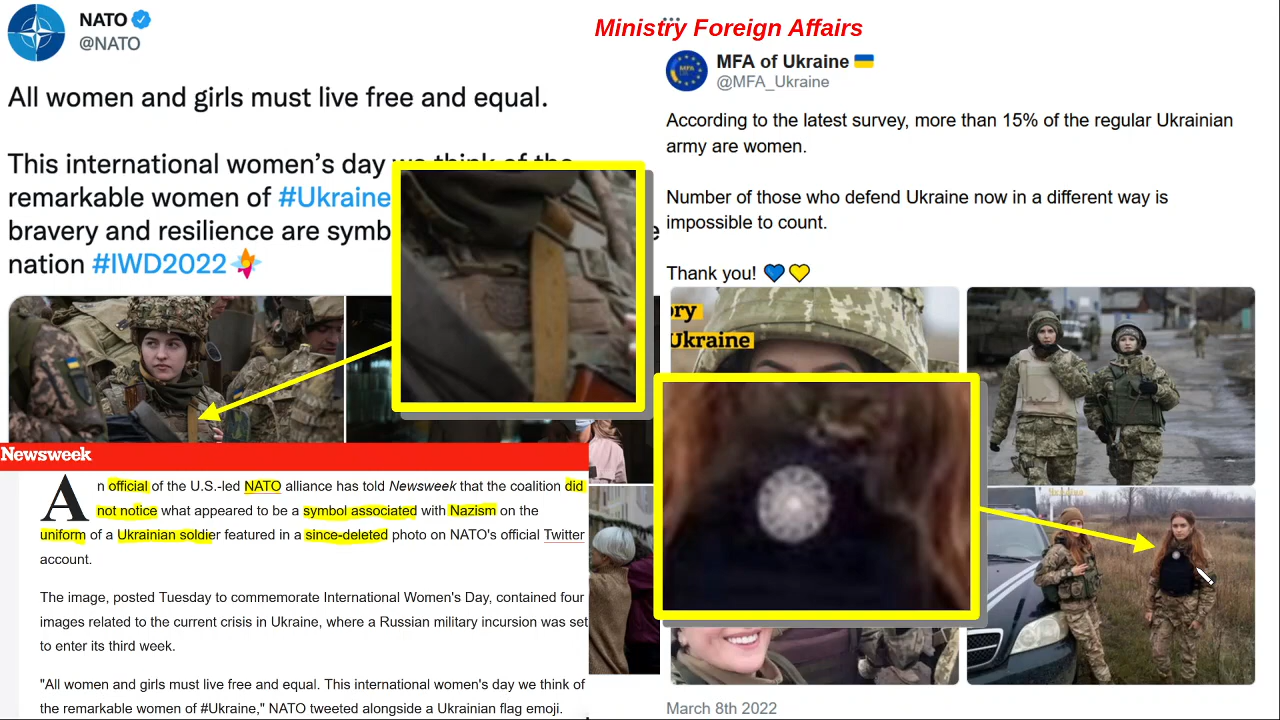 NATO
@NATO
All women and girls must live free and equal.
This international women's day we think of the
remarkable women of #Ukraine
bravery and resilience are symb e
nation #IWD2022
Newsweek
An official of the U.S.-led NATO alliance has told Newsweek that the coalition did
not notice what appeared to be a symbol associated with Nazism on the
uniform of a Ukrainian soldier featured in a since-deleted photo on NATO's official Twitter
account.
The image, posted Tuesday to commemorate International Women's Day, contained four
images related to the current crisis in Ukraine, where a Russian military incursion was set
to enter its third week.
"All women and girls must live free and equal. This international women's day we think of
the remarkable women of #Ukraine," NATO tweeted alongside a Ukrainian flag emoji.
Ministry Foreign Affairs
MFA
MFA of Ukraine
@MFA_Ukraine
According to the latest survey, more than 15% of the regular Ukrainian
army are women.
Number of those who defend Ukraine now in a different way is
impossible to count.
Thank you! 💙💛
ory
Ukraine
March 8th 2022